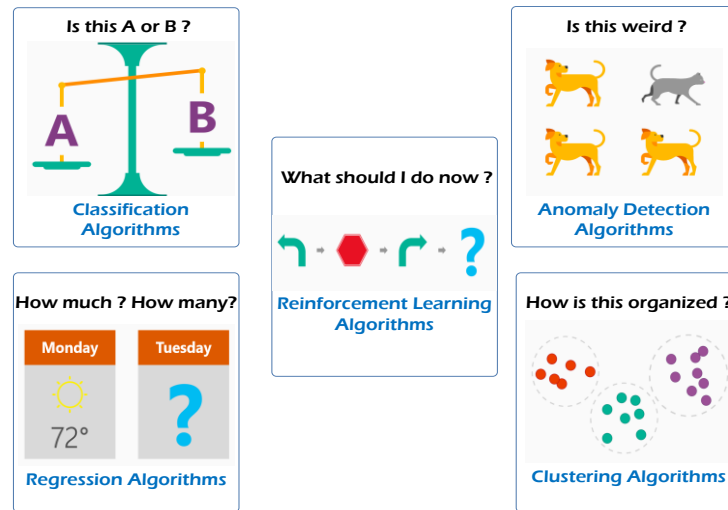 Is this A or B ?
A
B
Classification
Algorithms
What should I do now ?
?
Reinforcement Learning
Algorithms
Is this weird ?
Anomaly Detection
Algorithms
How much ? How many?
Monday
Tuesday
72°
?
Regression Algorithms
How is this organized ?
Clustering Algorithms